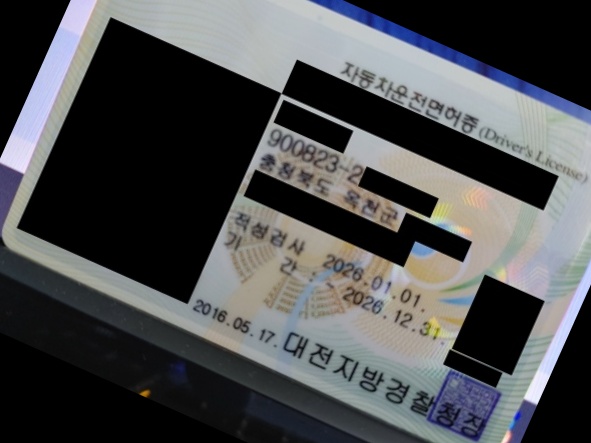 자동차운전면허증 (Driver's License)
900823-2
충청북도 옥천군
적성검사 2026.01.01.
기 간 ~ 2026.12.31.
2016.05.17. 대전지방경찰청장